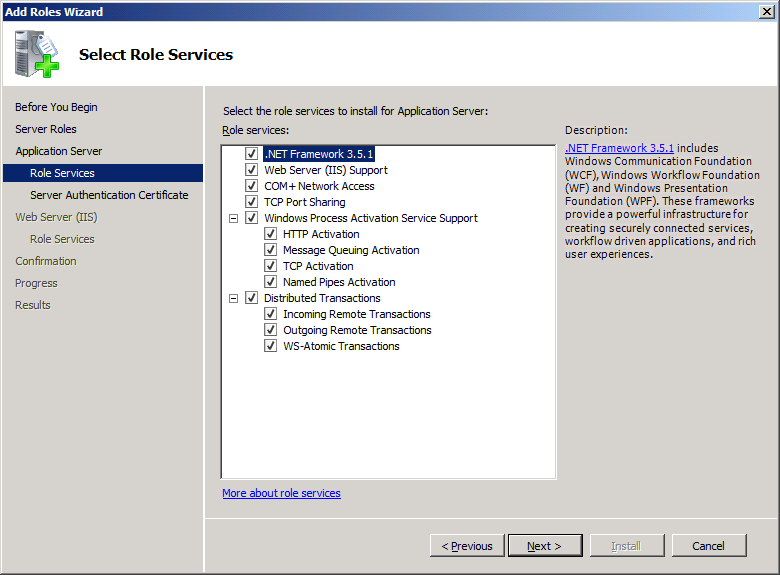 Add Roles Wizard
Select Role Services
Before You Begin
Server Roles
Application Server
Role Services
Server Authentication Certificate
Web Server (IIS)
Role Services
Confirmation
Progress
Results
Select the role services to install for Application Server:
Role services:
.NET Framework 3.5.1
Web Server (IIS) Support
COM+ Network Access
TCP Port Sharing
Windows Process Activation Service Support
HTTP Activation
Message Queuing Activation
TCP Activation
Named Pipes Activation
Distributed Transactions
Incoming Remote Transactions
Outgoing Remote Transactions
WS-Atomic Transactions
More about role services
Description:
.NET Framework 3.5.1 includes
Windows Communication Foundation
(WCF), Windows Workflow Foundation
(WF) and Windows Presentation
Foundation (WPF). These frameworks
provide a powerful infrastructure for
creating securely connected services,
workflow driven applications, and rich
user experiences.
< Previous
Next >
Install
Cancel